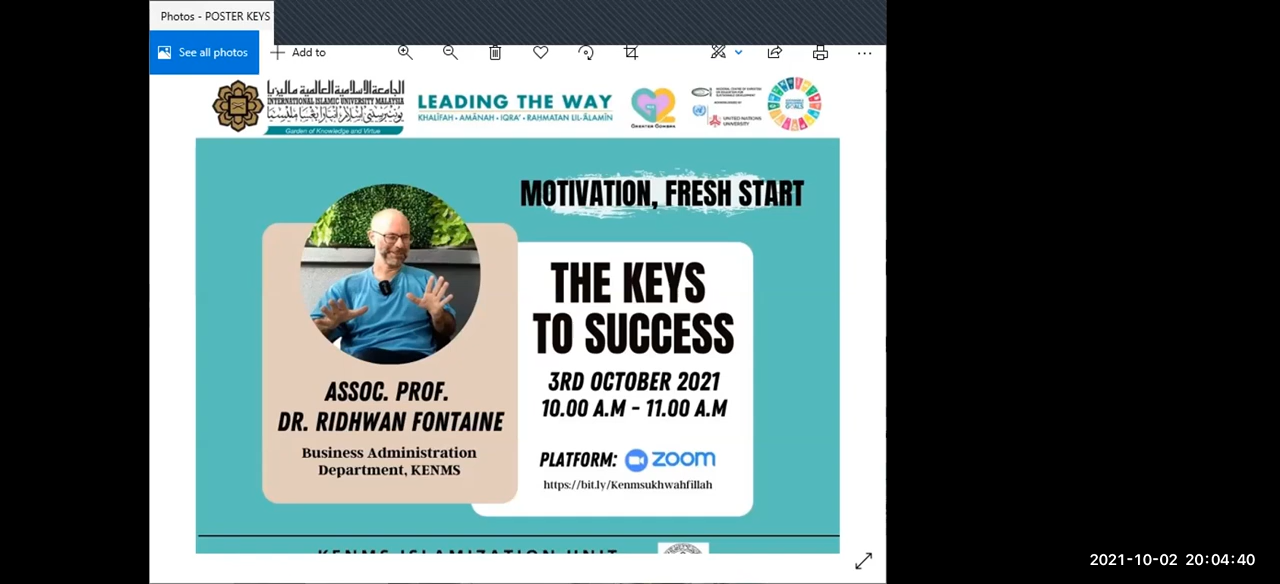 Photos - POSTER KEYS
See all photos
Add to
الجامعة الإسلامية العالمية ماليزيا
INTERNATIONAL ISLAMIC UNIVERSITY MALAYSIA
Garden of Knowledge and Virtue
LEADING THE WAY
KHALĪFAH • AMĀNAH • IQRA' • RAHMATAN LIL-ĀLAMĪN
UNITED NATIONS
UNIVERSITY
MOTIVATION, FRESH START
THE KEYS
TO SUCCESS
3RD OCTOBER 2021
10.00 A.M - 11.00 A.M
PLATFORM: zoom
https://bit.ly/Kenmsukhwahfillah
ASSOC. PROF.
DR. RIDHWAN FONTAINE
Business Administration
Department, KENMS
KENMS ISLAMIZATION UNIT
2021-10-02 20:04:40